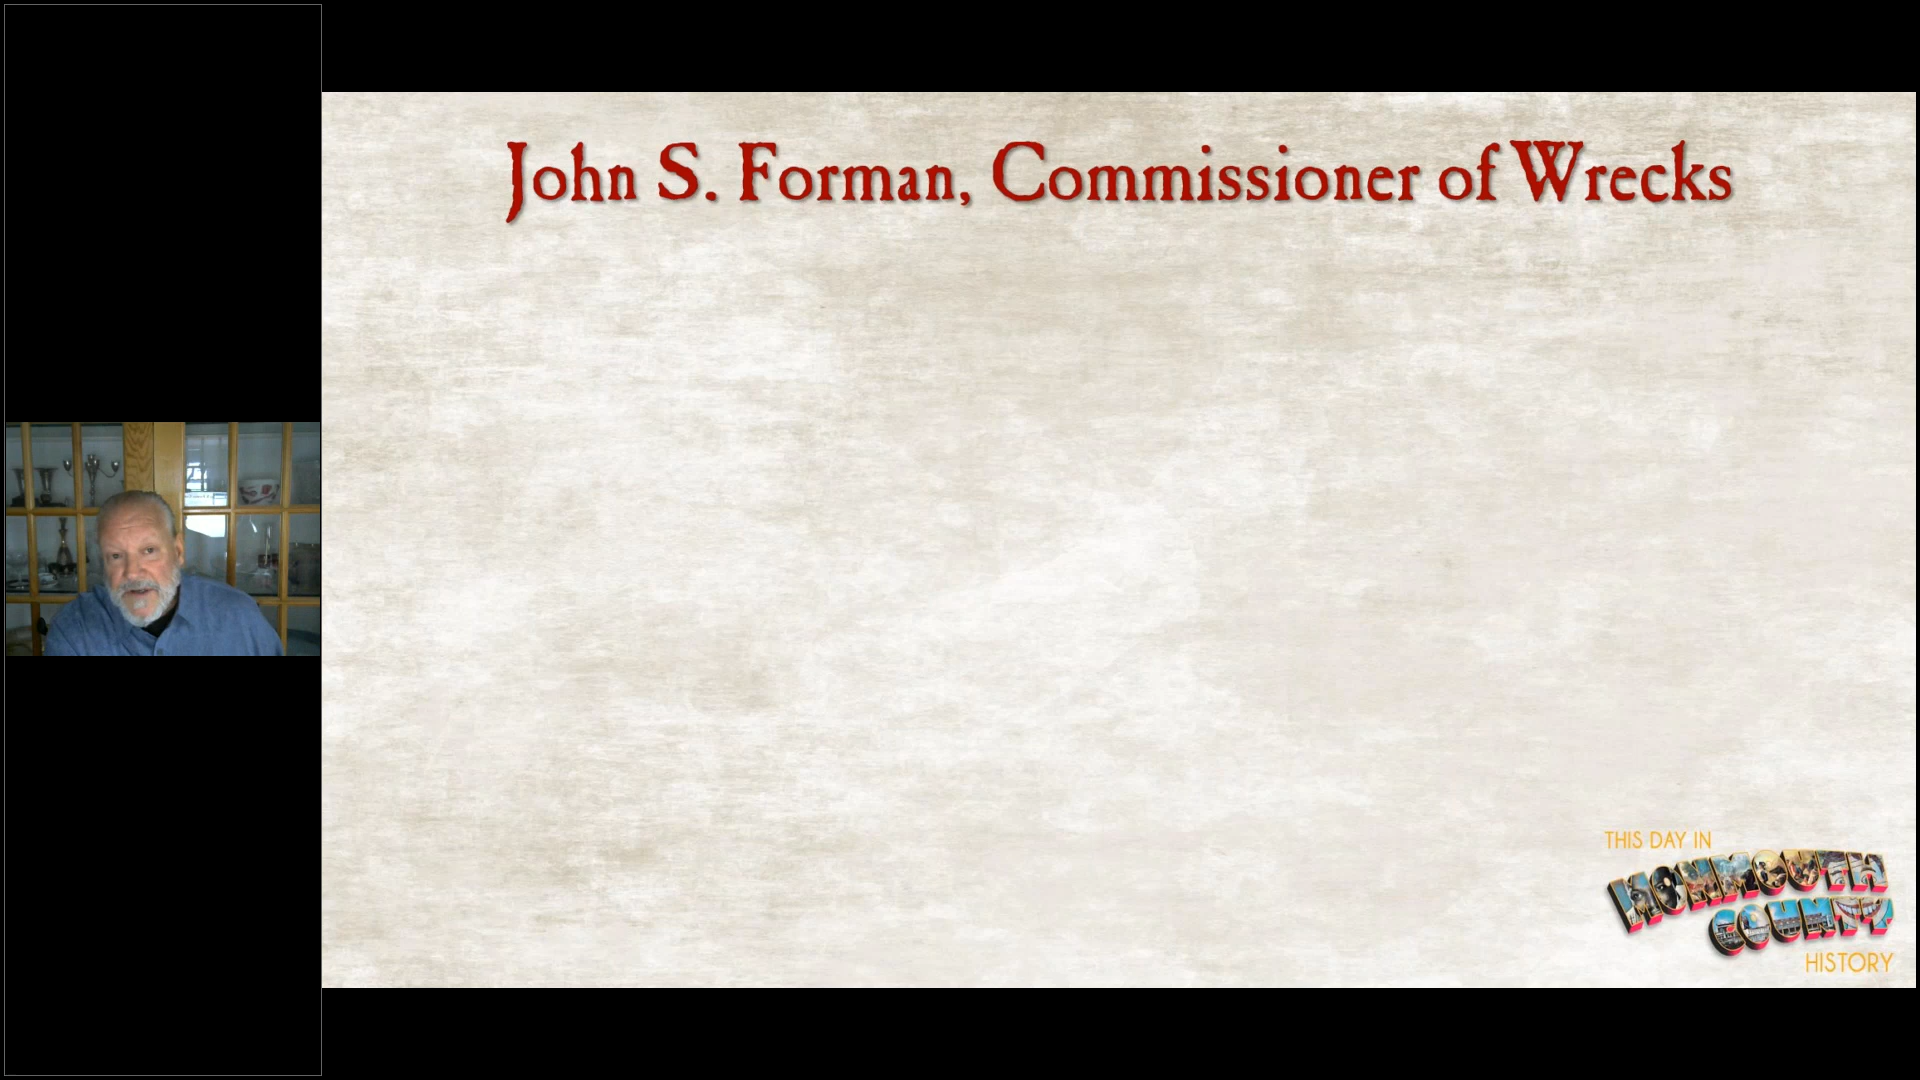 John S. Forman, Commissioner of Wrecks
THIS DAY IN
MONMOUTH
COUNTY
HISTORY